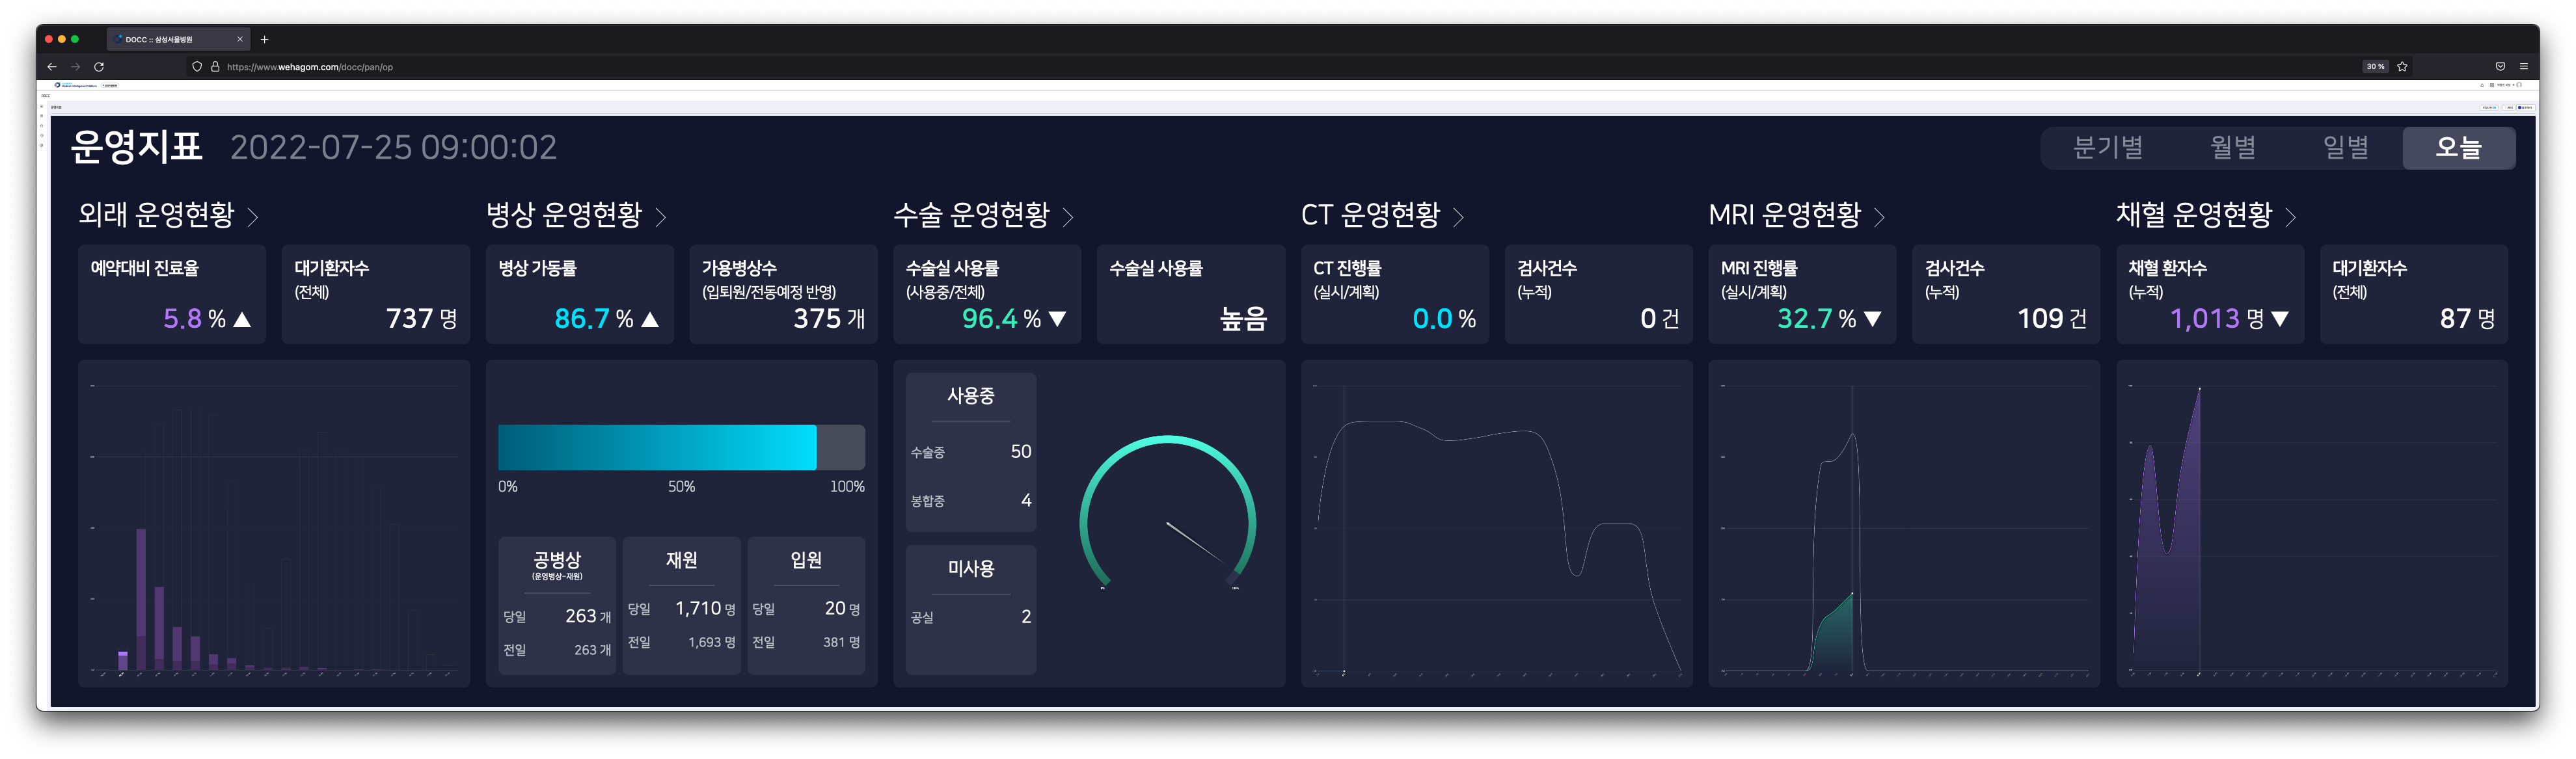 DOCC :: 삼성서울병원
https://www.wehagom.com/docc/pan/op
30 %
DOCC
운영지표
운영지표 2022-07-25 09:00:02
분기별 월별 일별 오늘
외래 운영현황
예약대비 진료율
5.8 % ▲
대기환자수
(전체)
737 명
병상 운영현황
병상 가동률
86.7 % ▲
가용병상수
(입퇴원/전동예정 반영)
375 개
0% 50% 100%
공병상
(운영병상-재원)
당일 263 개
전일 263 개
재원
당일 1,710 명
전일 1,693 명
입원
당일 20 명
전일 381 명
수술 운영현황
수술실 사용률
(사용중/전체)
96.4 % ▼
수술실 사용률
높음
사용중
수술중 50
봉합중 4
미사용
공실 2
CT 운영현황
CT 진행률
(실시/계획)
0.0 %
검사건수
(누적)
0 건
MRI 운영현황
MRI 진행률
(실시/계획)
32.7 % ▼
검사건수
(누적)
109 건
채혈 운영현황
채혈 환자수
(누적)
1,013 명 ▼
대기환자수
(전체)
87 명